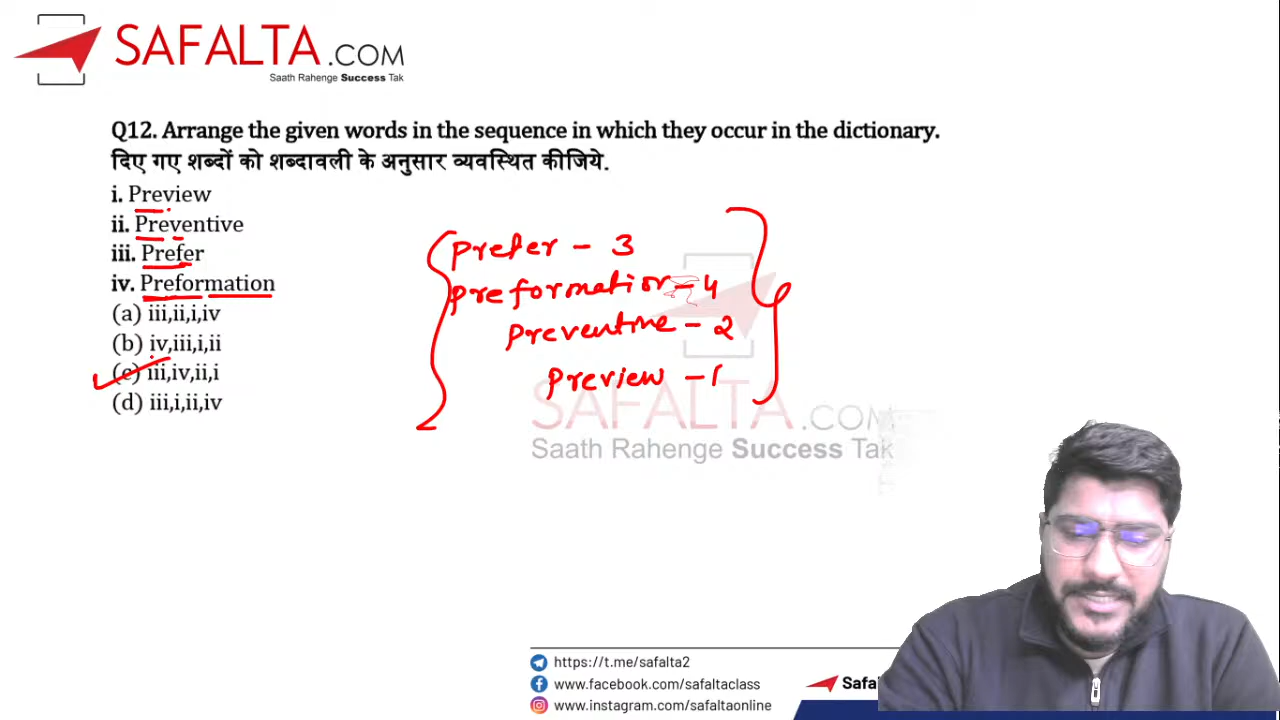 SAFALTA.COM
Saath Rahenge Success Tak
Q12. Arrange the given words in the sequence in which they occur in the dictionary.
दिए गए शब्दों को शब्दावली के अनुसार व्यवस्थित कीजिये.
i. Preview
ii. Preventive
iii. Prefer
iv. Preformation
(a) iii,ii,i,iv
(b) iv,iii,i,ii
(c) iii,iv,ii,i
(d) iii,i,ii,iv
Prefer - 3
Preformation - 4
Preventive - 2
Preview - 1
SAFALTA.COM
Saath Rahenge Success Tak
https://t.me/safalta2
www.facebook.com/safaltaclass
www.instagram.com/safaltaonline
Safa